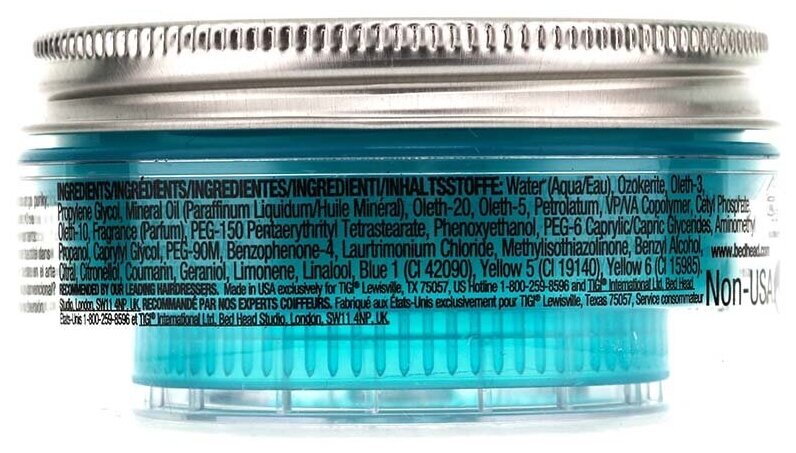 INGREDIENTS/INGRÉDIENTS/INGREDIENTES/INGREDIENTI/INHALTSSTOFFE: Water (Aqua/Eau), Ozokerite, Oleth-3,
Propylene Glycol, Mineral Oil (Paraffinum Liquidum/Huile Minéral), Oleth-20, Oleth-5, Petrolatum, VP/VA Copolymer, Cetyl Phosphate,
Oleth-10, Fragrance (Parfum), PEG-150 Pentaerythrityl Tetrastearate, Phenoxyethanol, PEG-6 Caprylic/Capric Glycerides, Aminomethyl
Propanol, Caprylyl Glycol, PEG-90M, Benzophenone-4, Laurtrimonium Chloride, Methylisothiazolinone, Benzyl Alcohol,
Citral, Citronellol, Coumarin, Geraniol, Limonene, Linalool, Blue 1 (CI 42090), Yellow 5 (CI 19140), Yellow 6 (CI 15985).
RECOMMENDED BY OUR LEADING HAIRDRESSERS. Made in USA exclusively for TIGI® Lewisville, TX 75057, US Hotline 1-800-259-8596 and TIGI® International Ltd. Bed Head
Studio, London, SW11 4NP, UK. RECOMMANDÉ PAR NOS EXPERTS COIFFEURS. Fabriqué aux États-Unis exclusivement pour TIGI® Lewisville, Texas 75057, Service consommateur
États-Unis 1-800-259-8596 et TIGI® International Ltd. Bed Head Studio, London, SW11 4NP, UK.
www.bedhead.com
Non-USA